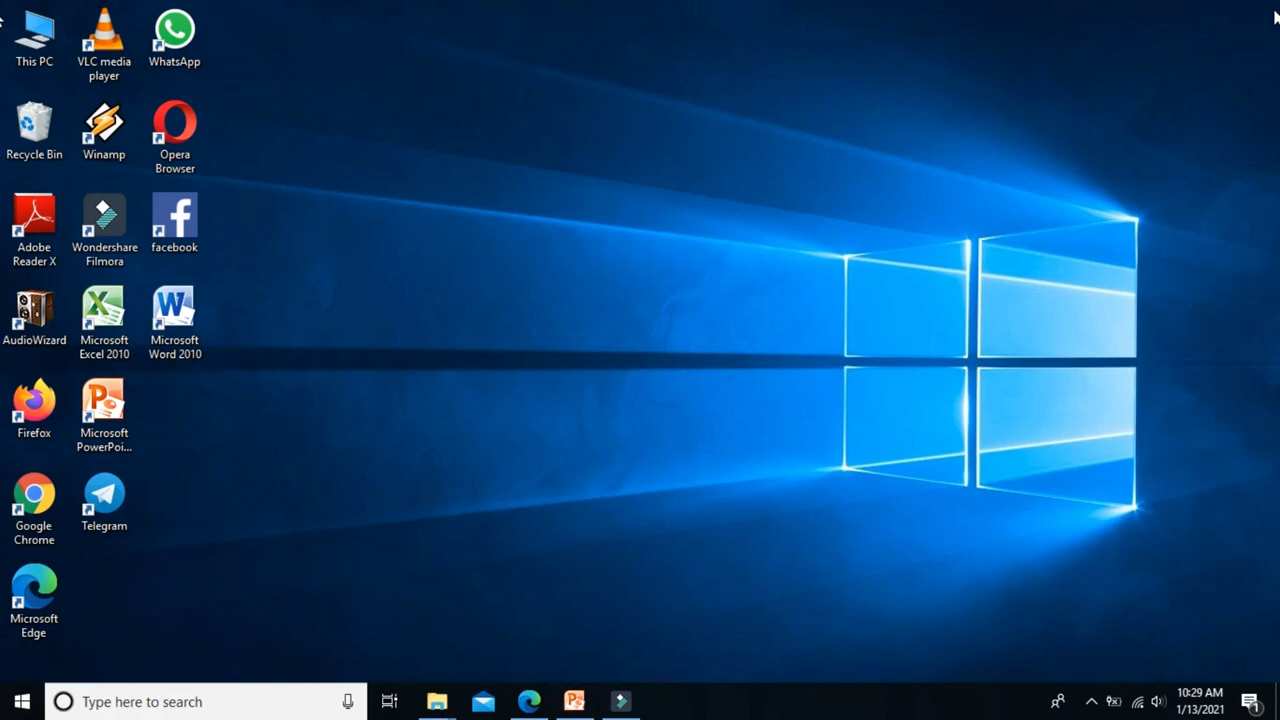 This PC
VLC media
player
WhatsApp
Recycle Bin
Winamp
Opera
Browser
Adobe
Reader X
Wondershare
Filmora
facebook
AudioWizard
Microsoft
Excel 2010
Microsoft
Word 2010
Firefox
Microsoft
PowerPoi...
Google
Chrome
Telegram
Microsoft
Edge
Type here to search
10:29 AM
1/13/2021
1